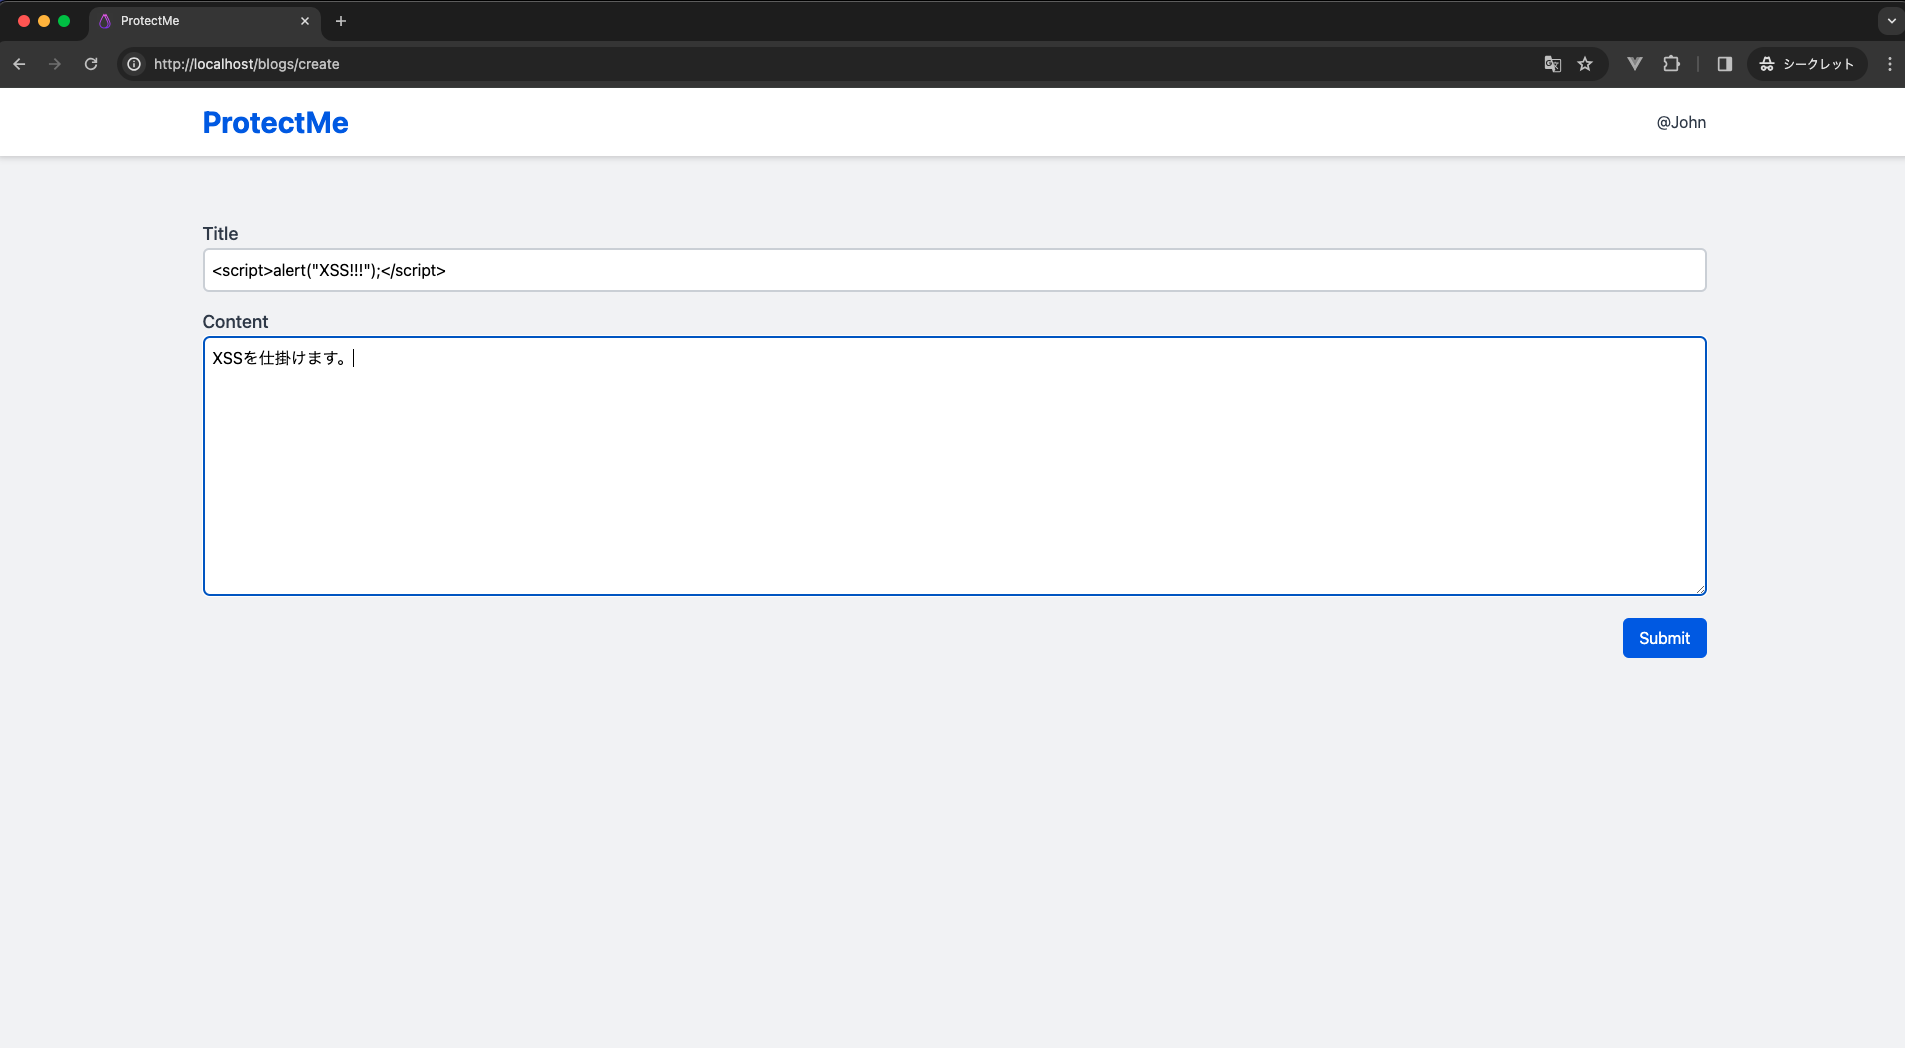 ProtectMe
http://localhost/blogs/create
シークレット
ProtectMe
@John
Title
<script>alert("XSS!!!");</script>
Content
XSSを仕掛けます。
Submit